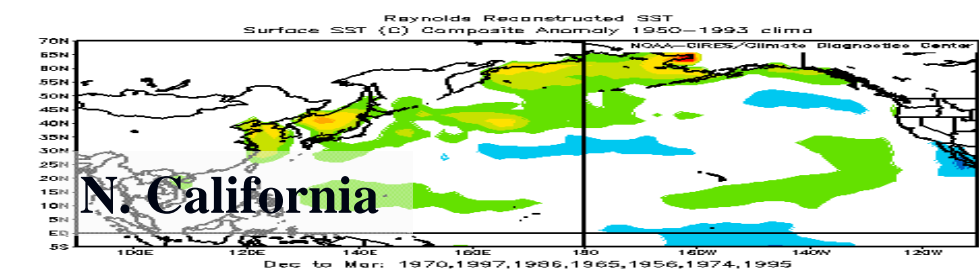 Reynolds Reconstructed SST
Surface SST (C) Composite Anomaly 1950-1993 clima
NOAA-CIRES/Climate Diagnostics Center
70N
65N
60N
55N
50N
45N
40N
35N
30N
25N
20N
15N
10N
5N
EQ
5S
N. California
100E 120E 140E 160E 180 160W 140W 120W
Dec to Mar: 1970,1997,1986,1965,1956,1974,1995